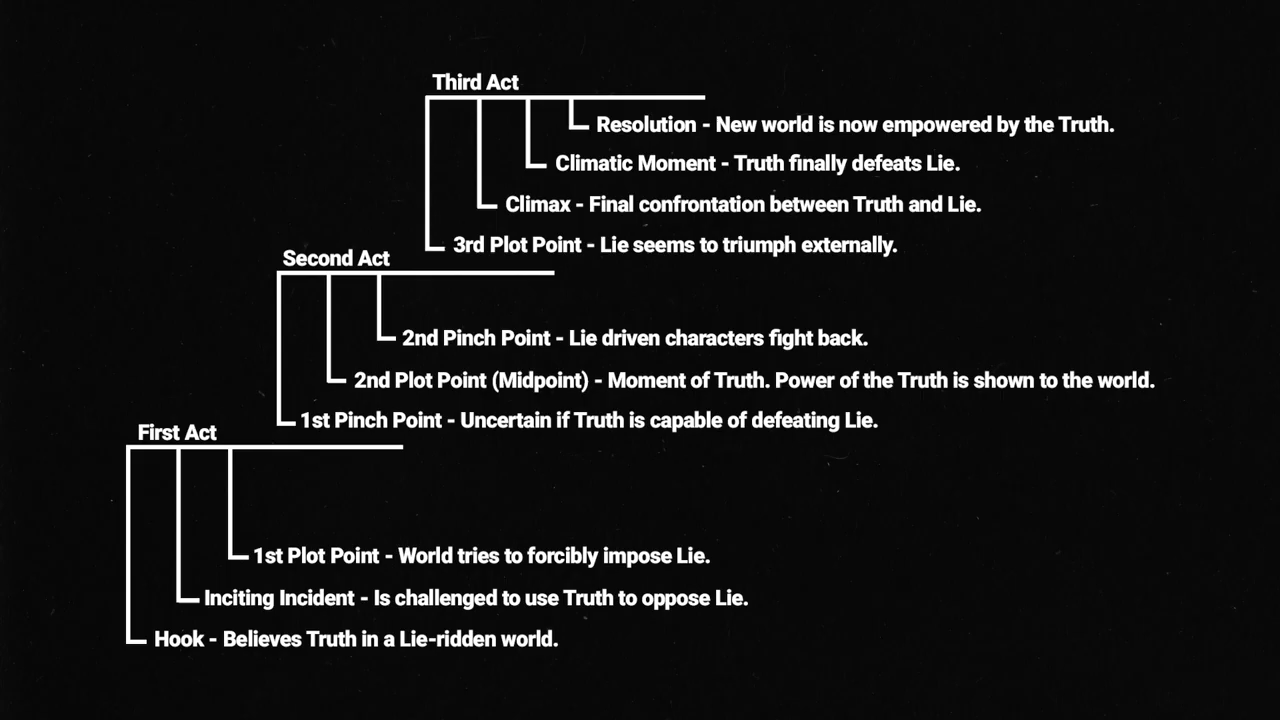 Third Act
Resolution - New world is now empowered by the Truth.
Climatic Moment - Truth finally defeats Lie.
Climax - Final confrontation between Truth and Lie.
3rd Plot Point - Lie seems to triumph externally.
Second Act
2nd Pinch Point - Lie driven characters fight back.
2nd Plot Point (Midpoint) - Moment of Truth. Power of the Truth is shown to the world.
1st Pinch Point - Uncertain if Truth is capable of defeating Lie.
First Act
1st Plot Point - World tries to forcibly impose Lie.
Inciting Incident - Is challenged to use Truth to oppose Lie.
Hook - Believes Truth in a Lie-ridden world.